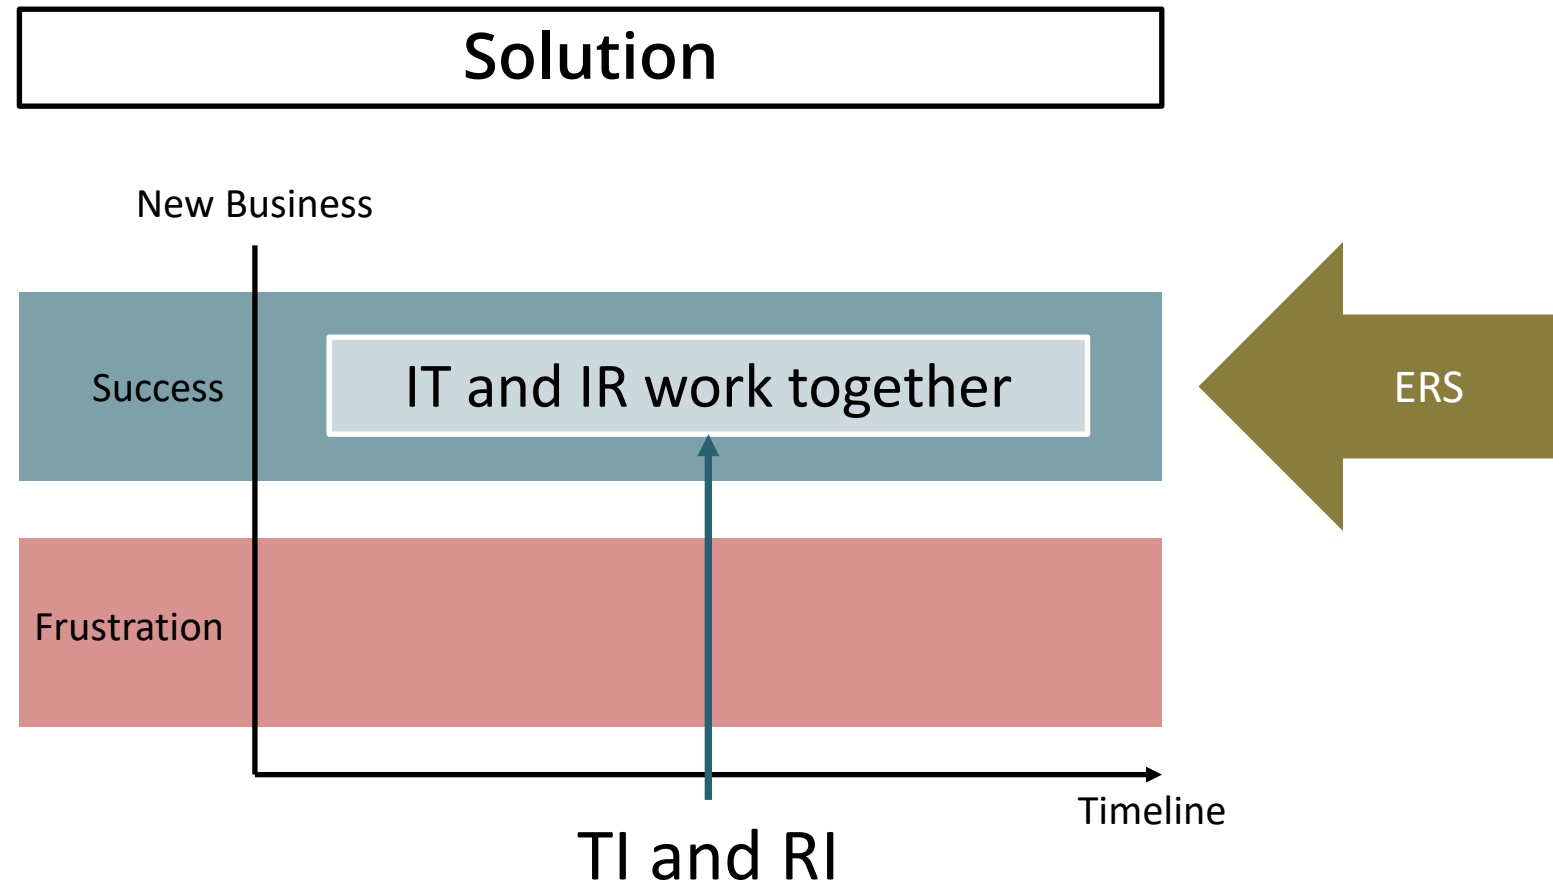 Solution
New Business
Success
IT and IR work together
ERS
Frustration
Timeline
TI and RI